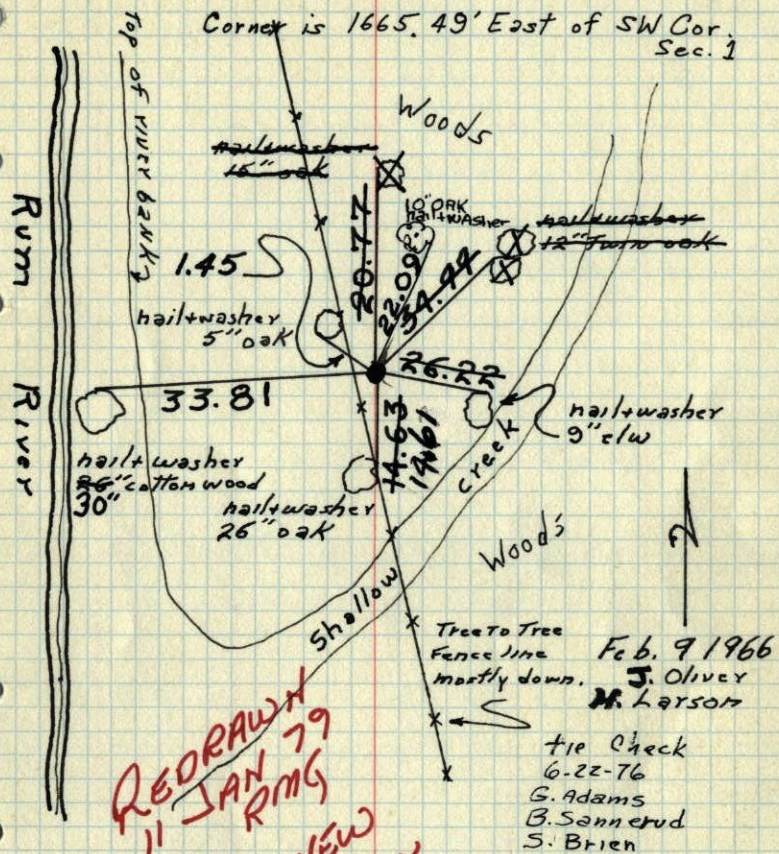 Corner is 1665.49' East of SW Cor.
Sec. 1
Top of river bank
Woods
nail+washer
15" oak
20.77
10" OAK
nail+WASHER
22.09
nail+washer
12" Twin oak
34.44
1.45
nail+washer
5" oak
Rum River
33.81
26.22
nail+washer
9" elm
nail+washer
26" cottonwood
30"
14.63
14.61
nail+washer
26" oak
Shallow creek
Woods
Tree To Tree
Fence line
mostly down.
Feb. 9 1966
J. Oliver
M. Larson
tie Check
6-22-76
G. Adams
B. Sannerud
S. Brien
REDRAWN
11 JAN 79
RMG
NEW